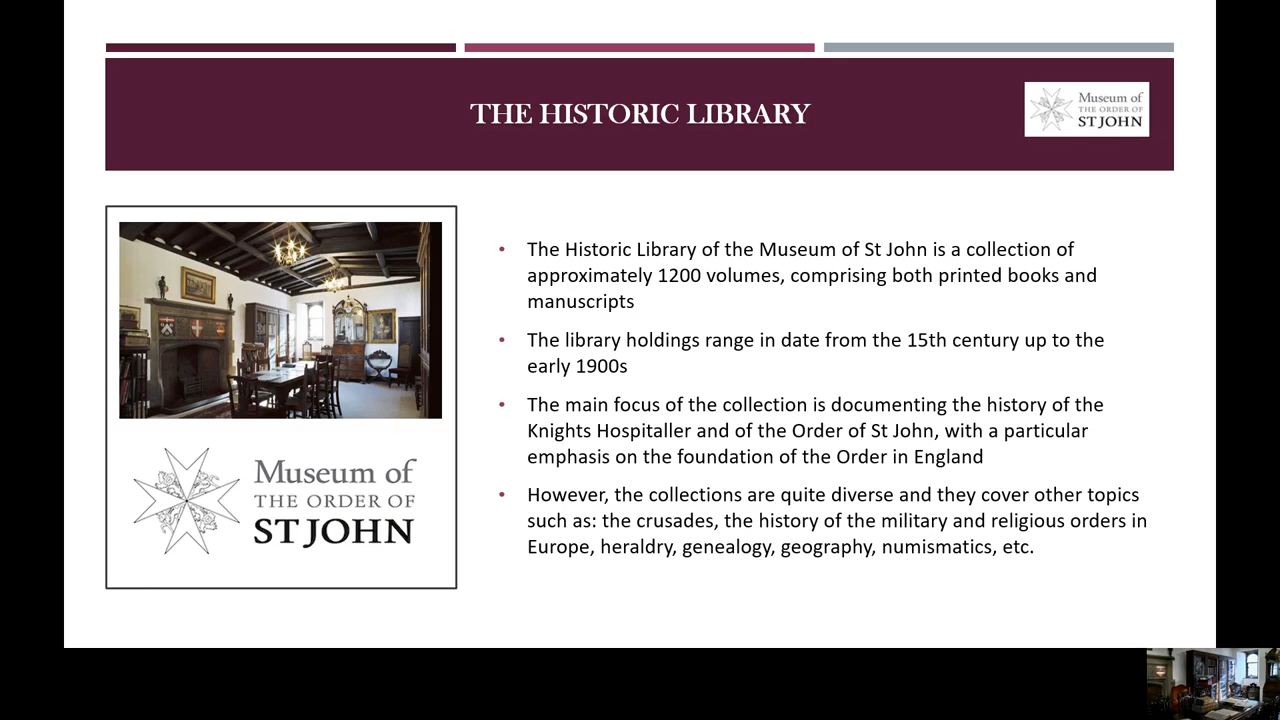 THE HISTORIC LIBRARY
Museum of
THE ORDER OF
ST JOHN
Museum of
THE ORDER OF
ST JOHN
• The Historic Library of the Museum of St John is a collection of
approximately 1200 volumes, comprising both printed books and
manuscripts
• The library holdings range in date from the 15th century up to the
early 1900s
• The main focus of the collection is documenting the history of the
Knights Hospitaller and of the Order of St John, with a particular
emphasis on the foundation of the Order in England
• However, the collections are quite diverse and they cover other topics
such as: the crusades, the history of the military and religious orders in
Europe, heraldry, genealogy, geography, numismatics, etc.